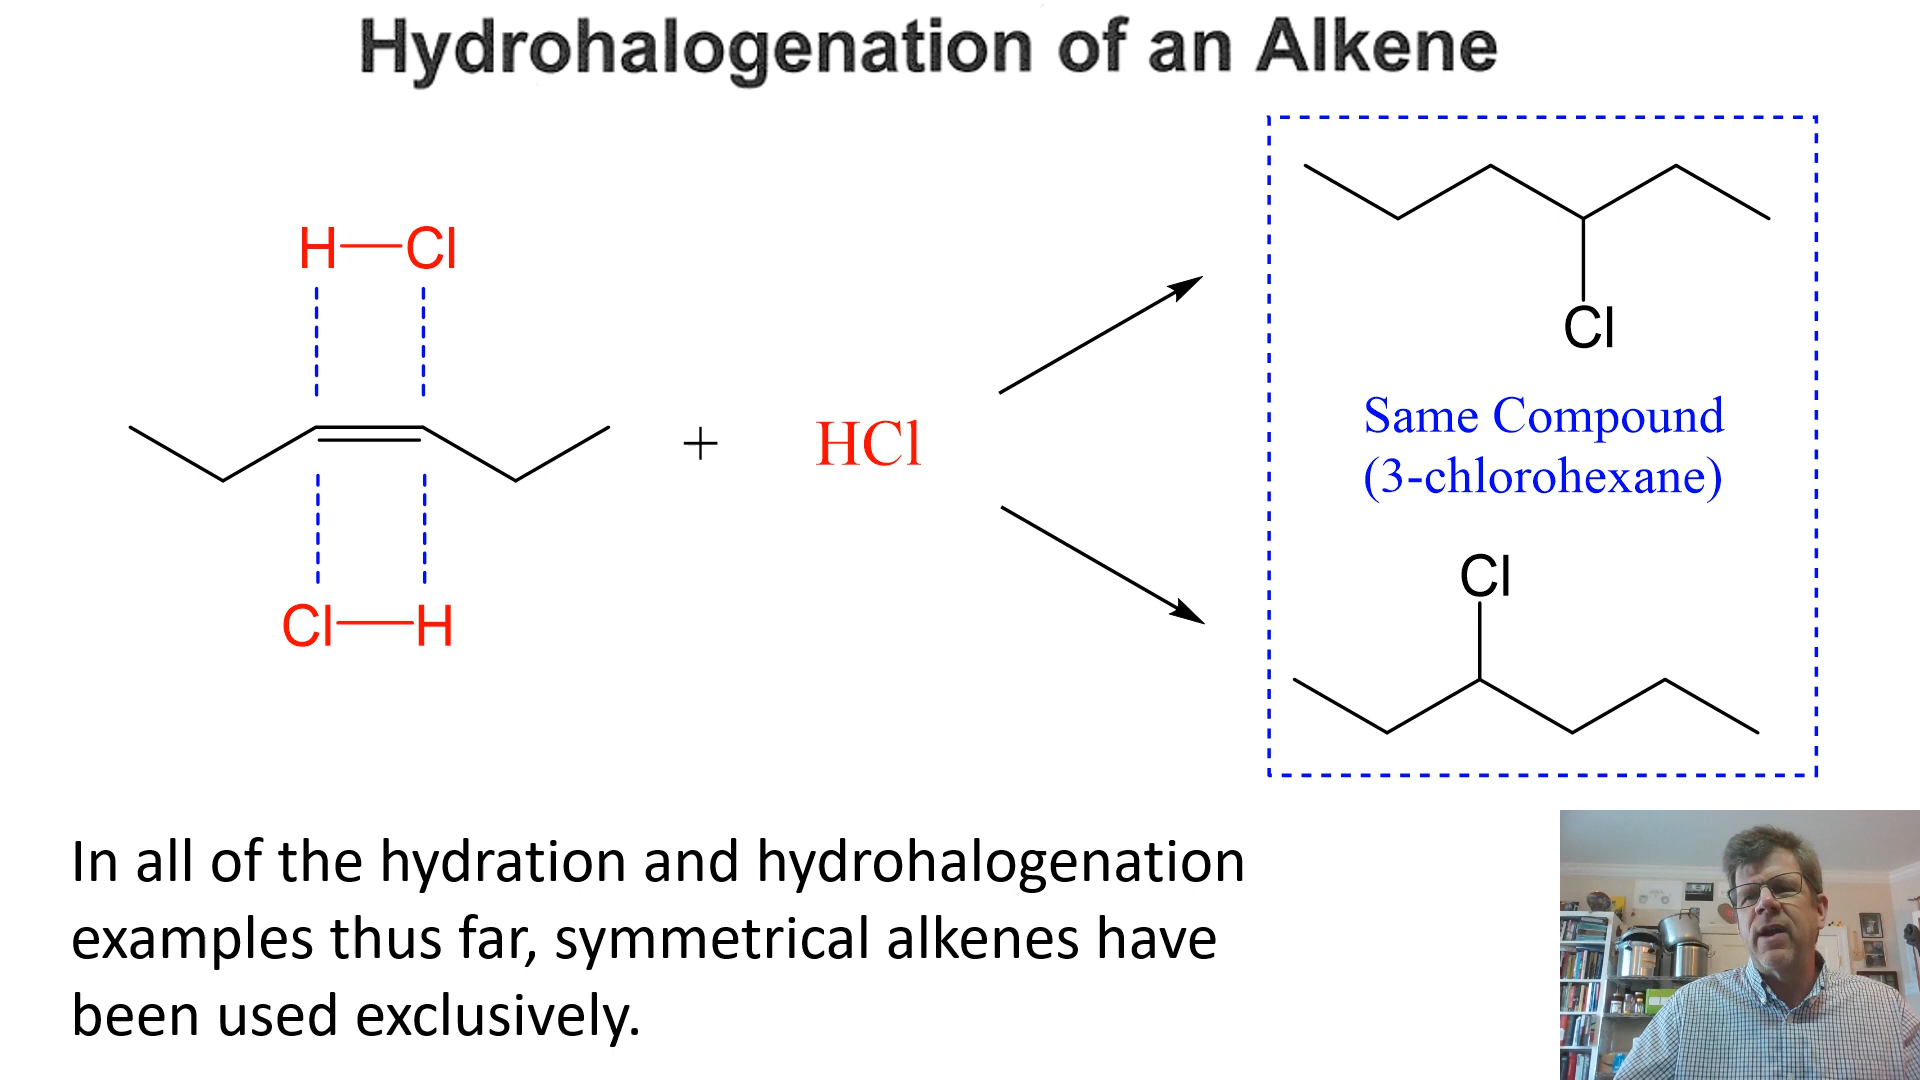 Hydrohalogenation of an Alkene
H—Cl
Cl—H
+
HCl
Cl
Same Compound
(3-chlorohexane)
Cl
In all of the hydration and hydrohalogenation
examples thus far, symmetrical alkenes have
been used exclusively.